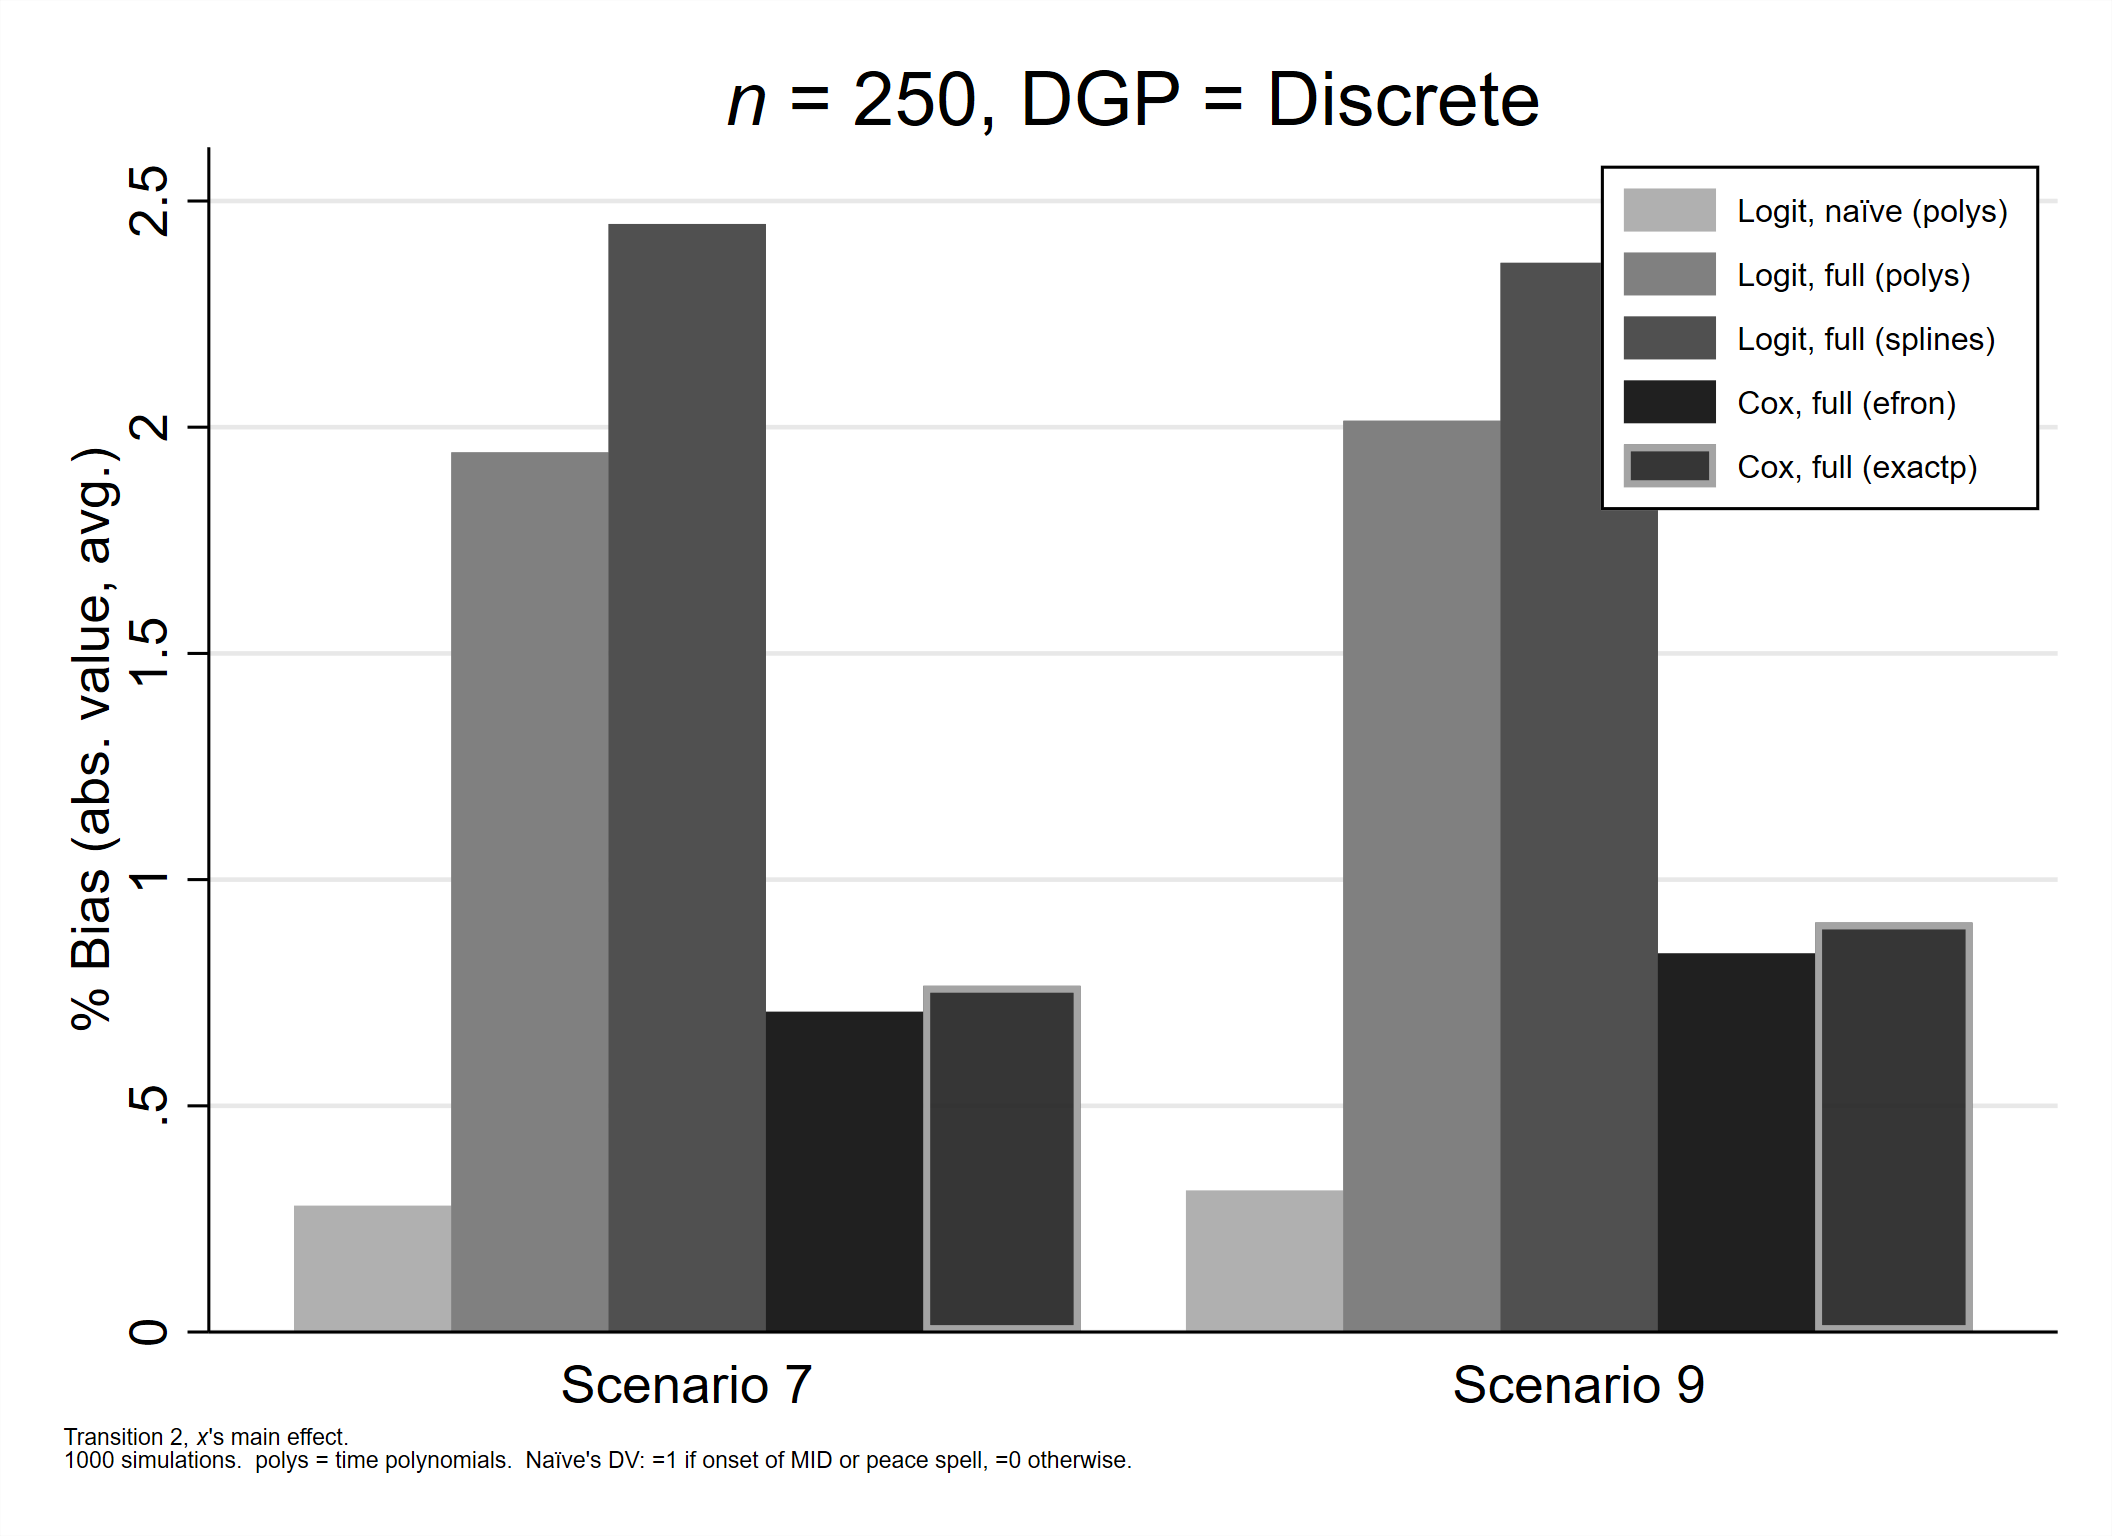 n = 250, DGP = Discrete
% Bias (abs. value, avg.)
2.5
2
1.5
1
.5
0
Logit, naïve (polys)
Logit, full (polys)
Logit, full (splines)
Cox, full (efron)
Cox, full (exactp)
Scenario 7
Scenario 9
Transition 2, x's main effect.
1000 simulations.  polys = time polynomials.  Naïve's DV: =1 if onset of MID or peace spell, =0 otherwise.